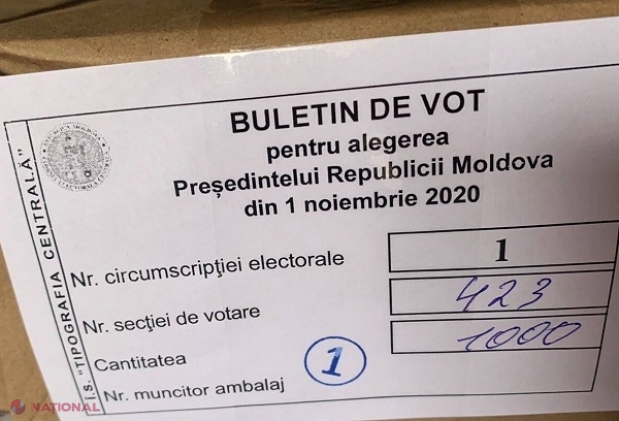 BULETIN DE VOT
pentru alegerea
Președintelui Republicii Moldova
din 1 noiembrie 2020
Nr. circumscripţiei electorale 1
Nr. secţiei de votare 423
Cantitatea 1000
Nr. muncitor ambalaj 1
Î.S. "TIPOGRAFIA CENTRALĂ"
NATIONAL